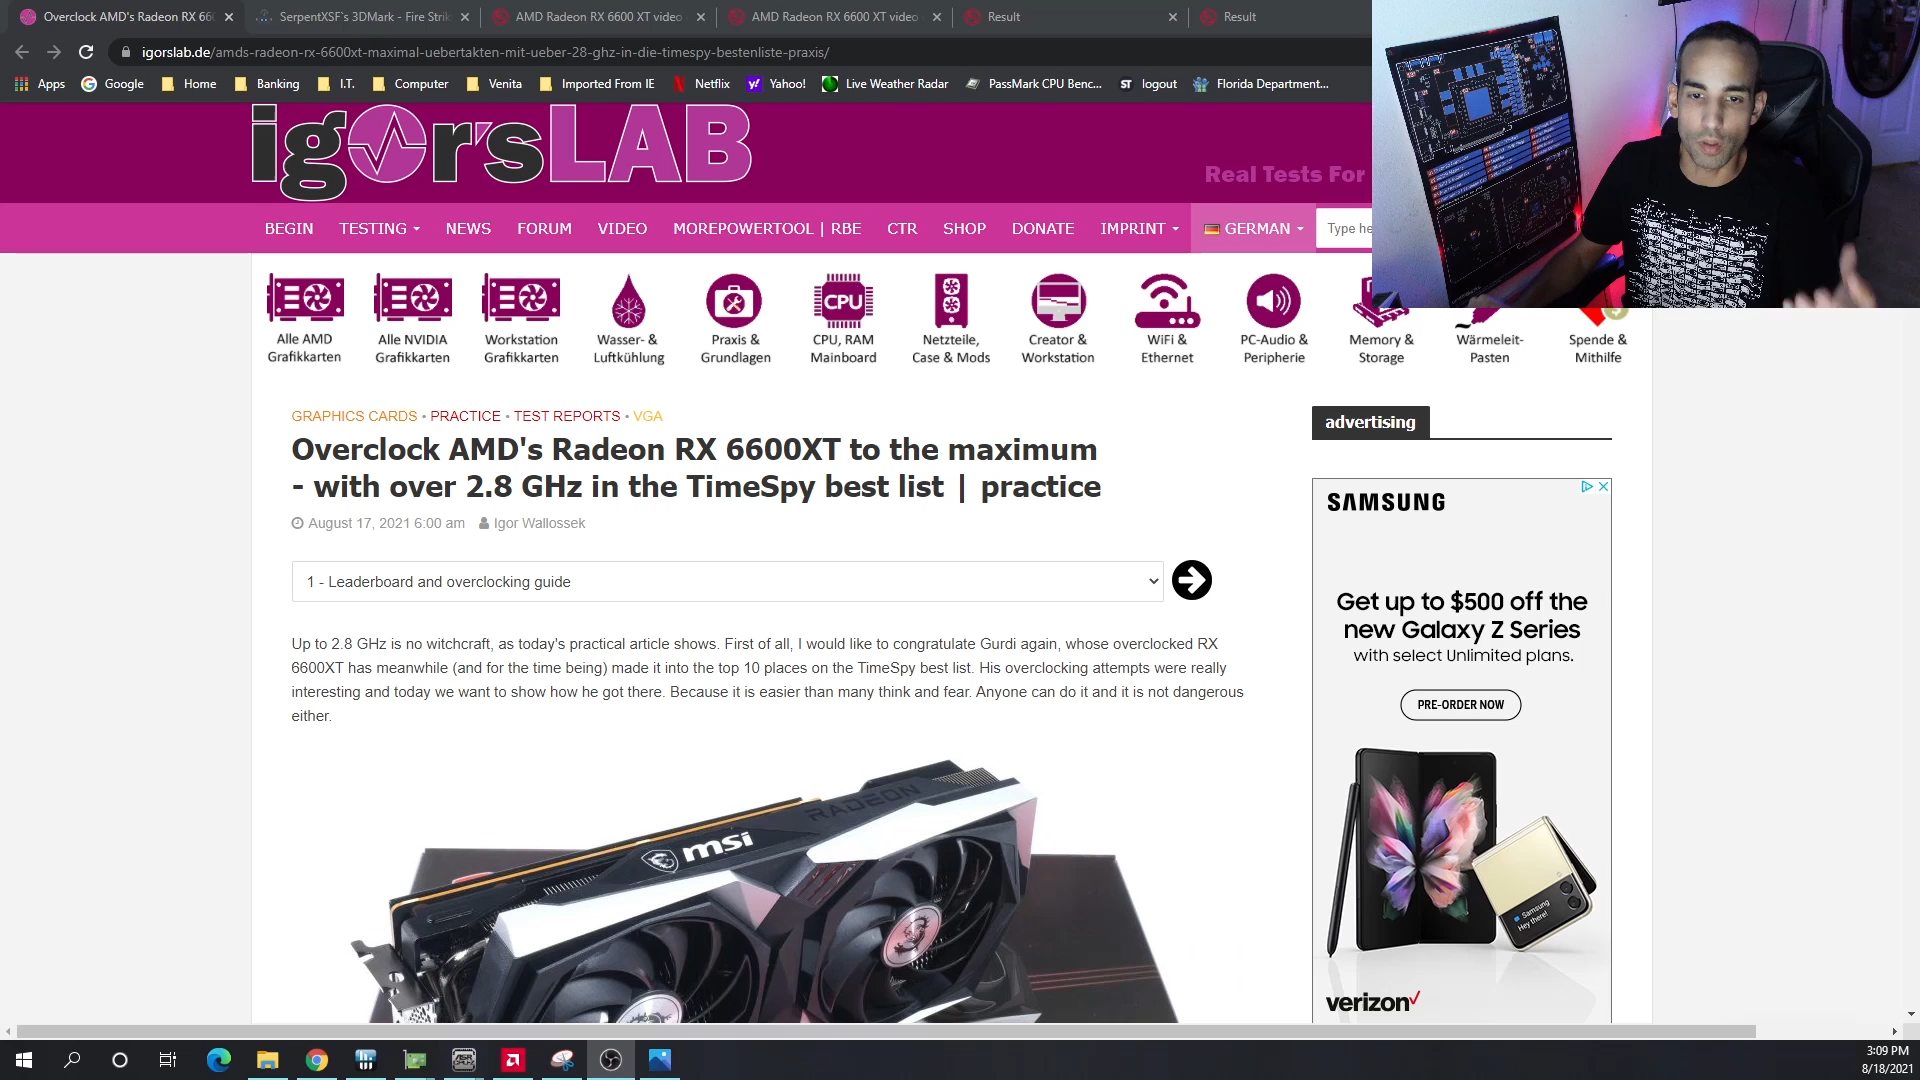 Overclock AMD's Radeon RX 66
SerpentXSF's 3DMark - Fire Strik
AMD Radeon RX 6600 XT video
AMD Radeon RX 6600 XT video
Result
Result
igorslab.de/amds-radeon-rx-6600xt-maximal-uebertakten-mit-ueber-28-ghz-in-die-timespy-bestenliste-praxis/
Apps
Google
Home
Banking
I.T.
Computer
Venita
Imported From IE
Netflix
Yahoo!
Live Weather Radar
PassMark CPU Benc...
ST logout
Florida Department...
igor'sLAB
Real Tests For
BEGIN
TESTING
NEWS
FORUM
VIDEO
MOREPOWERTOOL | RBE
CTR
SHOP
DONATE
IMPRINT
GERMAN
Type he
CPU
Alle AMD
Grafikkarten
Alle NVIDIA
Grafikkarten
Workstation
Grafikkarten
Wasser- &
Luftkühlung
Praxis &
Grundlagen
CPU, RAM
Mainboard
Netzteile,
Case & Mods
Creator &
Workstation
WiFi &
Ethernet
PC-Audio &
Peripherie
Memory &
Storage
Wärmeleit-
Pasten
Spende &
Mithilfe
GRAPHICS CARDS • PRACTICE • TEST REPORTS • VGA
Overclock AMD's Radeon RX 6600XT to the maximum
- with over 2.8 GHz in the TimeSpy best list | practice
August 17, 2021 6:00 am Igor Wallossek
1 - Leaderboard and overclocking guide
Up to 2.8 GHz is no witchcraft, as today's practical article shows. First of all, I would like to congratulate Gurdi again, whose overclocked RX
6600XT has meanwhile (and for the time being) made it into the top 10 places on the TimeSpy best list. His overclocking attempts were really
interesting and today we want to show how he got there. Because it is easier than many think and fear. Anyone can do it and it is not dangerous
either.
RADEON
msi
advertising
SAMSUNG
Get up to $500 off the
new Galaxy Z Series
with select Unlimited plans.
PRE-ORDER NOW
Samsung
Hey there!
verizon✓
3:09 PM
8/18/2021